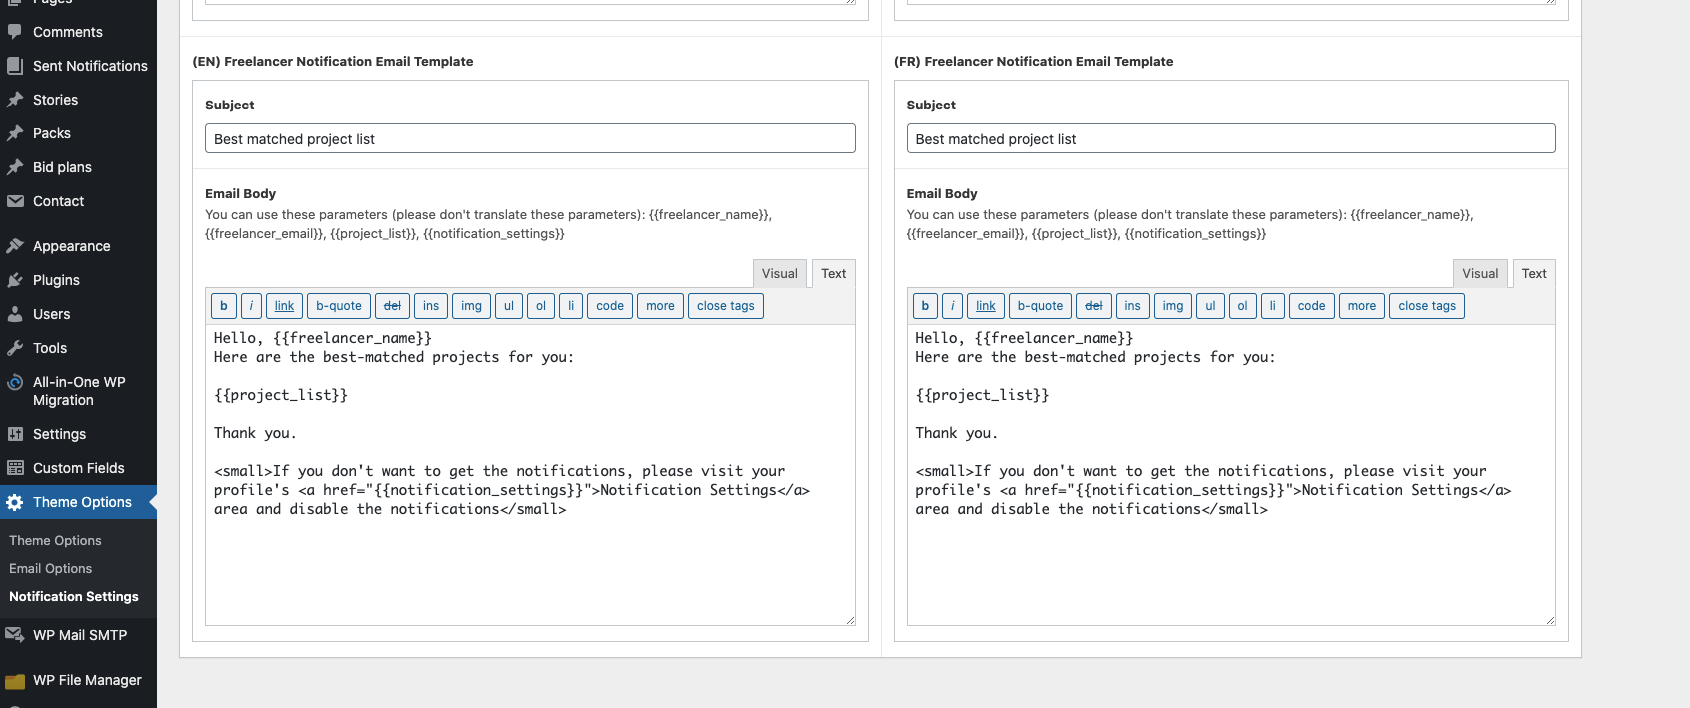 Pages
Comments
Sent Notifications
Stories
Packs
Bid plans
Contact
Appearance
Plugins
Users
Tools
All-in-One WP
Migration
Settings
Custom Fields
Theme Options
Theme Options
Email Options
Notification Settings
WP Mail SMTP
WP File Manager
(EN) Freelancer Notification Email Template
Subject
Best matched project list
Email Body
You can use these parameters (please don't translate these parameters): {{freelancer_name}},
{{freelancer_email}}, {{project_list}}, {{notification_settings}}
Visual Text
b i link b-quote del ins img ul ol li code more close tags
Hello, {{freelancer_name}}
Here are the best-matched projects for you:
{{project_list}}
Thank you.
<small>If you don't want to get the notifications, please visit your
profile's <a href="{{notification_settings}}">Notification Settings</a>
area and disable the notifications</small>
(FR) Freelancer Notification Email Template
Subject
Best matched project list
Email Body
You can use these parameters (please don't translate these parameters): {{freelancer_name}},
{{freelancer_email}}, {{project_list}}, {{notification_settings}}
Visual Text
b i link b-quote del ins img ul ol li code more close tags
Hello, {{freelancer_name}}
Here are the best-matched projects for you:
{{project_list}}
Thank you.
<small>If you don't want to get the notifications, please visit your
profile's <a href="{{notification_settings}}">Notification Settings</a>
area and disable the notifications</small>